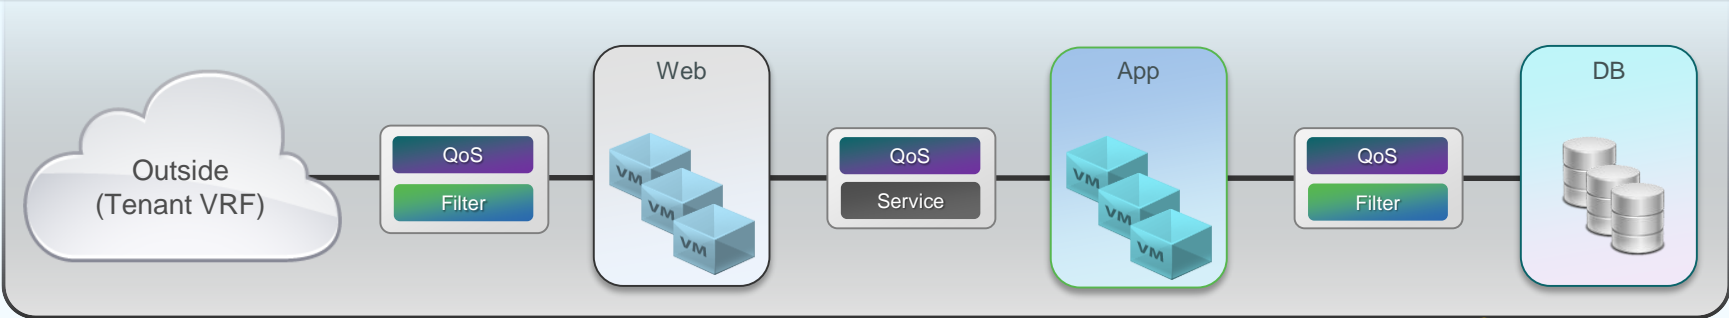 Outside
(Tenant VRF)
QoS
Filter
Web
VM
VM
VM
QoS
Service
App
VM
VM
VM
QoS
Filter
DB